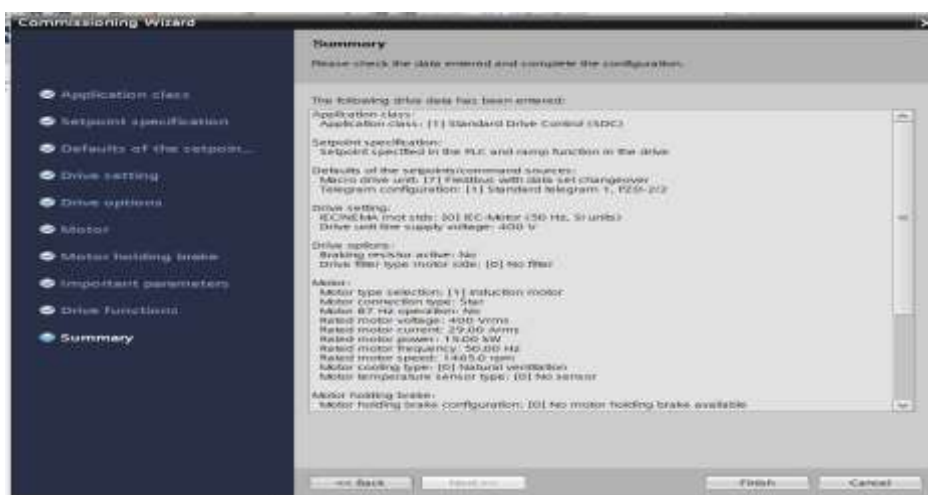 Commissioning Wizard
Summary
Please check the data entered and complete the configuration.
Application class
Setpoint specification
Defaults of the setpoin...
Drive setting
Drive options
Motor
Motor holding brake
Important parameters
Drive functions
Summary
The following drive data has been entered:
Application class:
Application class: [1] Standard Drive Control (SDC)
Setpoint specification:
Setpoint specified in the PLC and ramp function in the drive
Defaults of the setpoints/command sources:
Macro drive unit: [7] Fieldbus with data set changeover
Telegram configuration: [1] Standard telegram 1, PZD-2/2
Drive setting:
IEC/NEMA mot stds: [0] IEC-Motor (50 Hz, SI units)
Drive unit line supply voltage: 400 V
Drive options:
Braking resistor active: No
Drive filter type motor side: [0] No filter
Motor:
Motor type selection: [1] Induction motor
Motor connection type: Star
Motor 87 Hz operation: No
Rated motor voltage: 400 Vrms
Rated motor current: 29.00 Arms
Rated motor power: 15.00 kW
Rated motor frequency: 50.00 Hz
Rated motor speed: 1465.0 rpm
Motor cooling type: [0] Natural ventilation
Motor temperature sensor type: [0] No sensor
Motor holding brake:
Motor holding brake configuration: [0] No motor holding brake available
<< Back
Next >>
Finish
Cancel